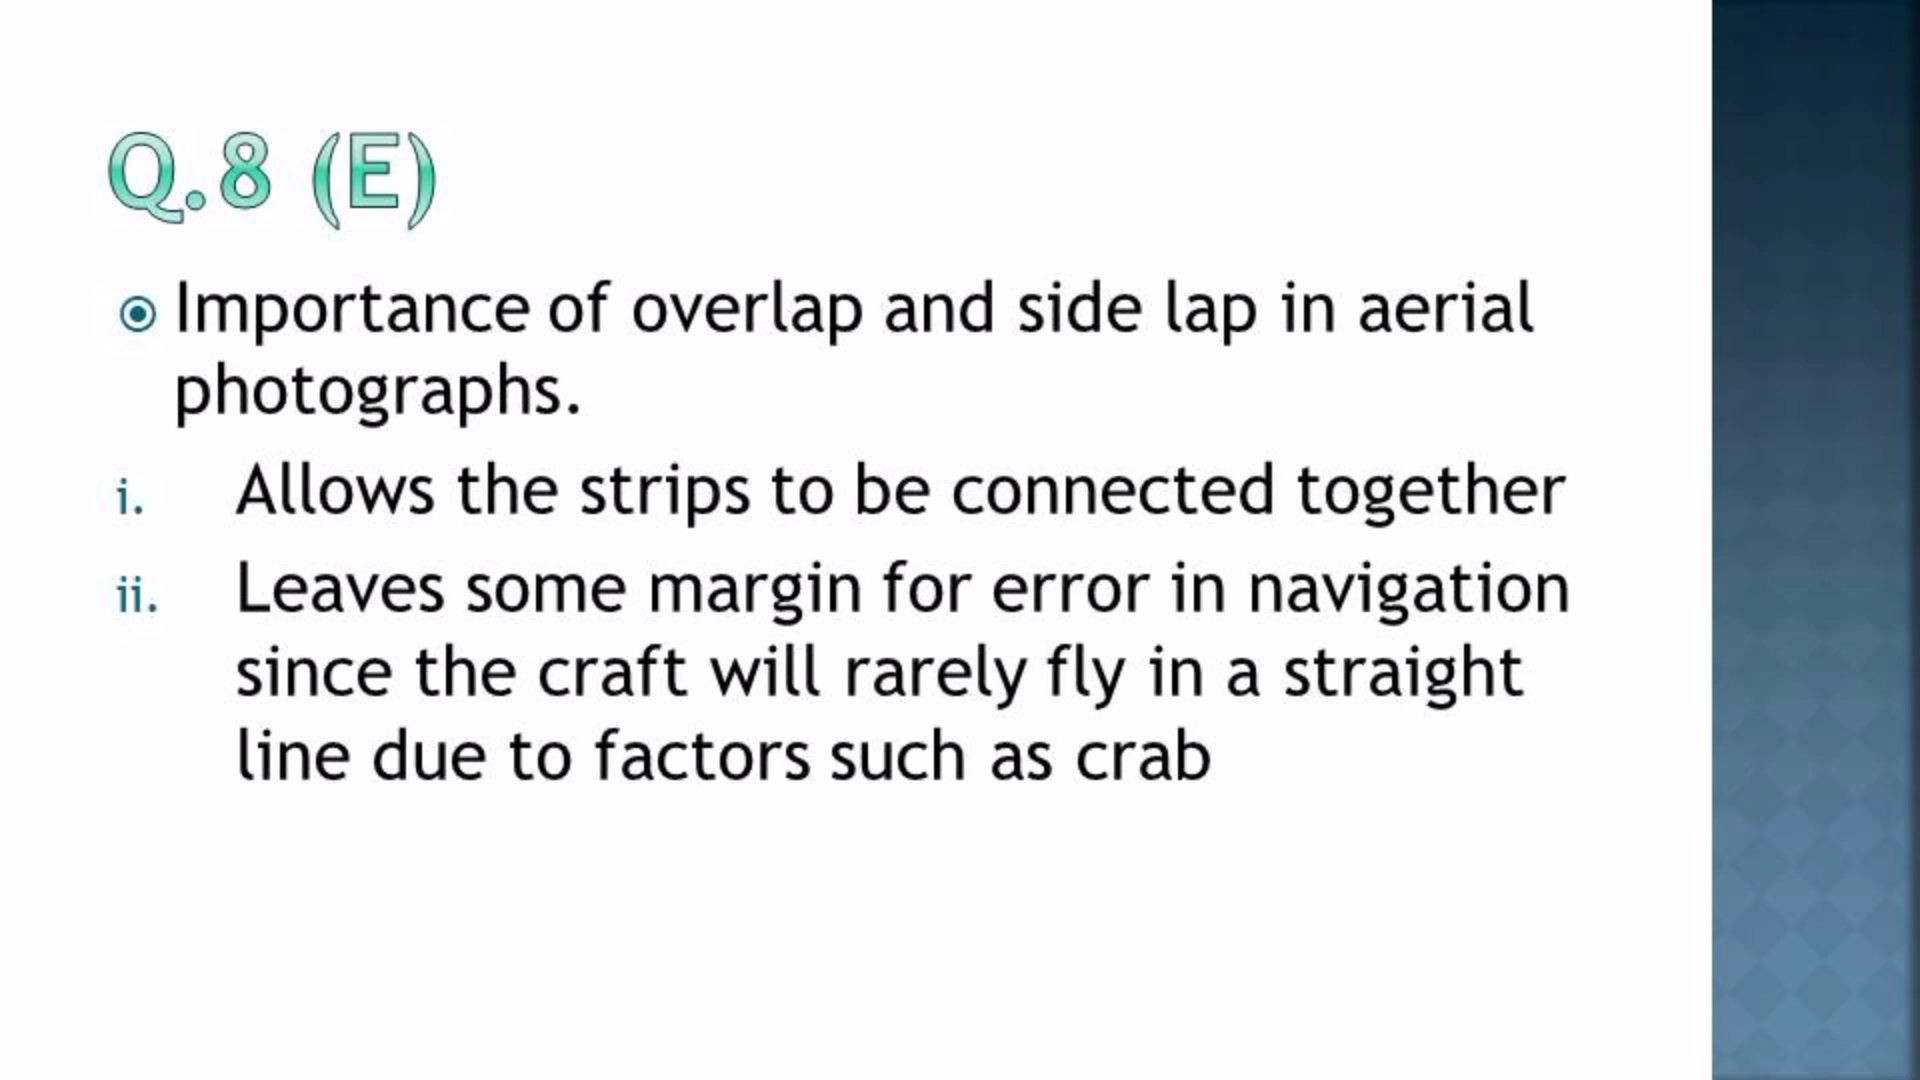 Q.8 (E)
Importance of overlap and side lap in aerial
photographs.
i. Allows the strips to be connected together
ii. Leaves some margin for error in navigation
since the craft will rarely fly in a straight
line due to factors such as crab